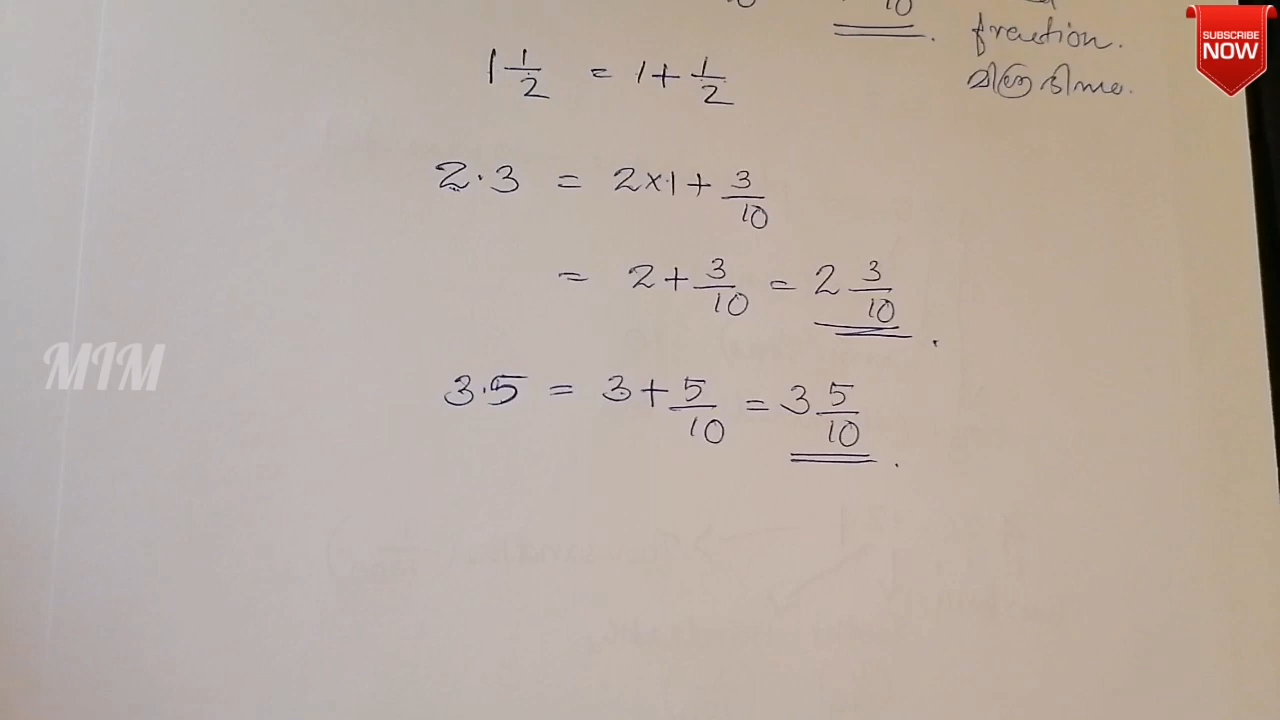 10
fraction.
SUBSCRIBE
NOW
1 1/2 = 1 + 1/2
മിശ്ര ഭിന്നം.
2.3 = 2×1 + 3/10
= 2 + 3/10 = 2 3/10.
MIM
3.5 = 3 + 5/10 = 3 5/10.